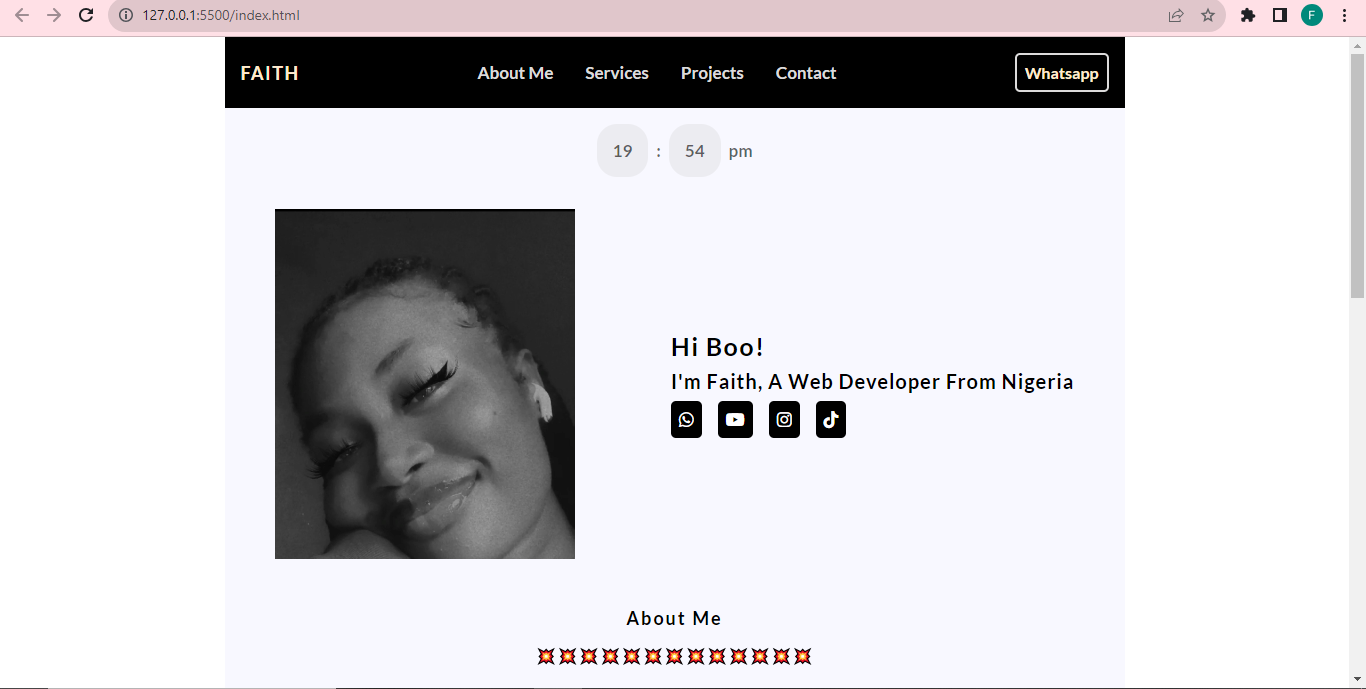 127.0.0.1:5500/index.html
F
FAITH About Me Services Projects Contact Whatsapp
19 : 54 pm
Hi Boo!
I'm Faith, A Web Developer From Nigeria
About Me